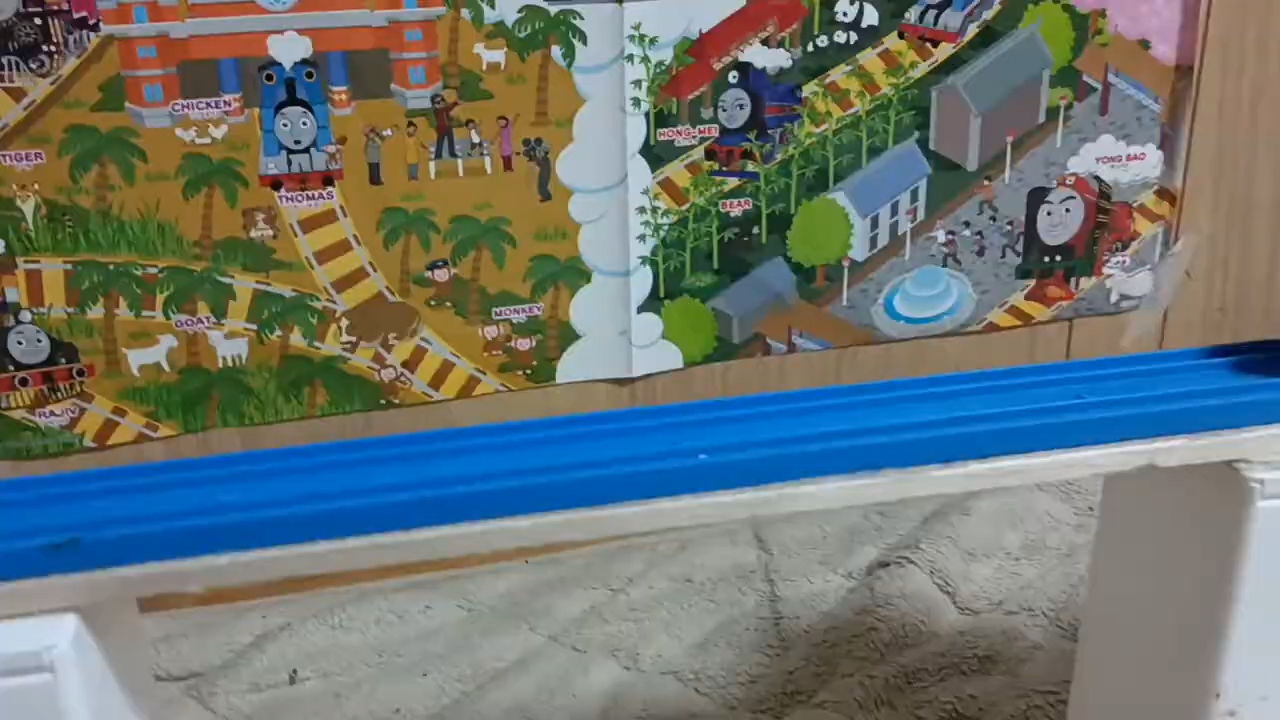 CHICKEN
TIGER
THOMAS
GOAT
MONKEY
RAJIV
HONG-MEI
BEAR
YONG BAO